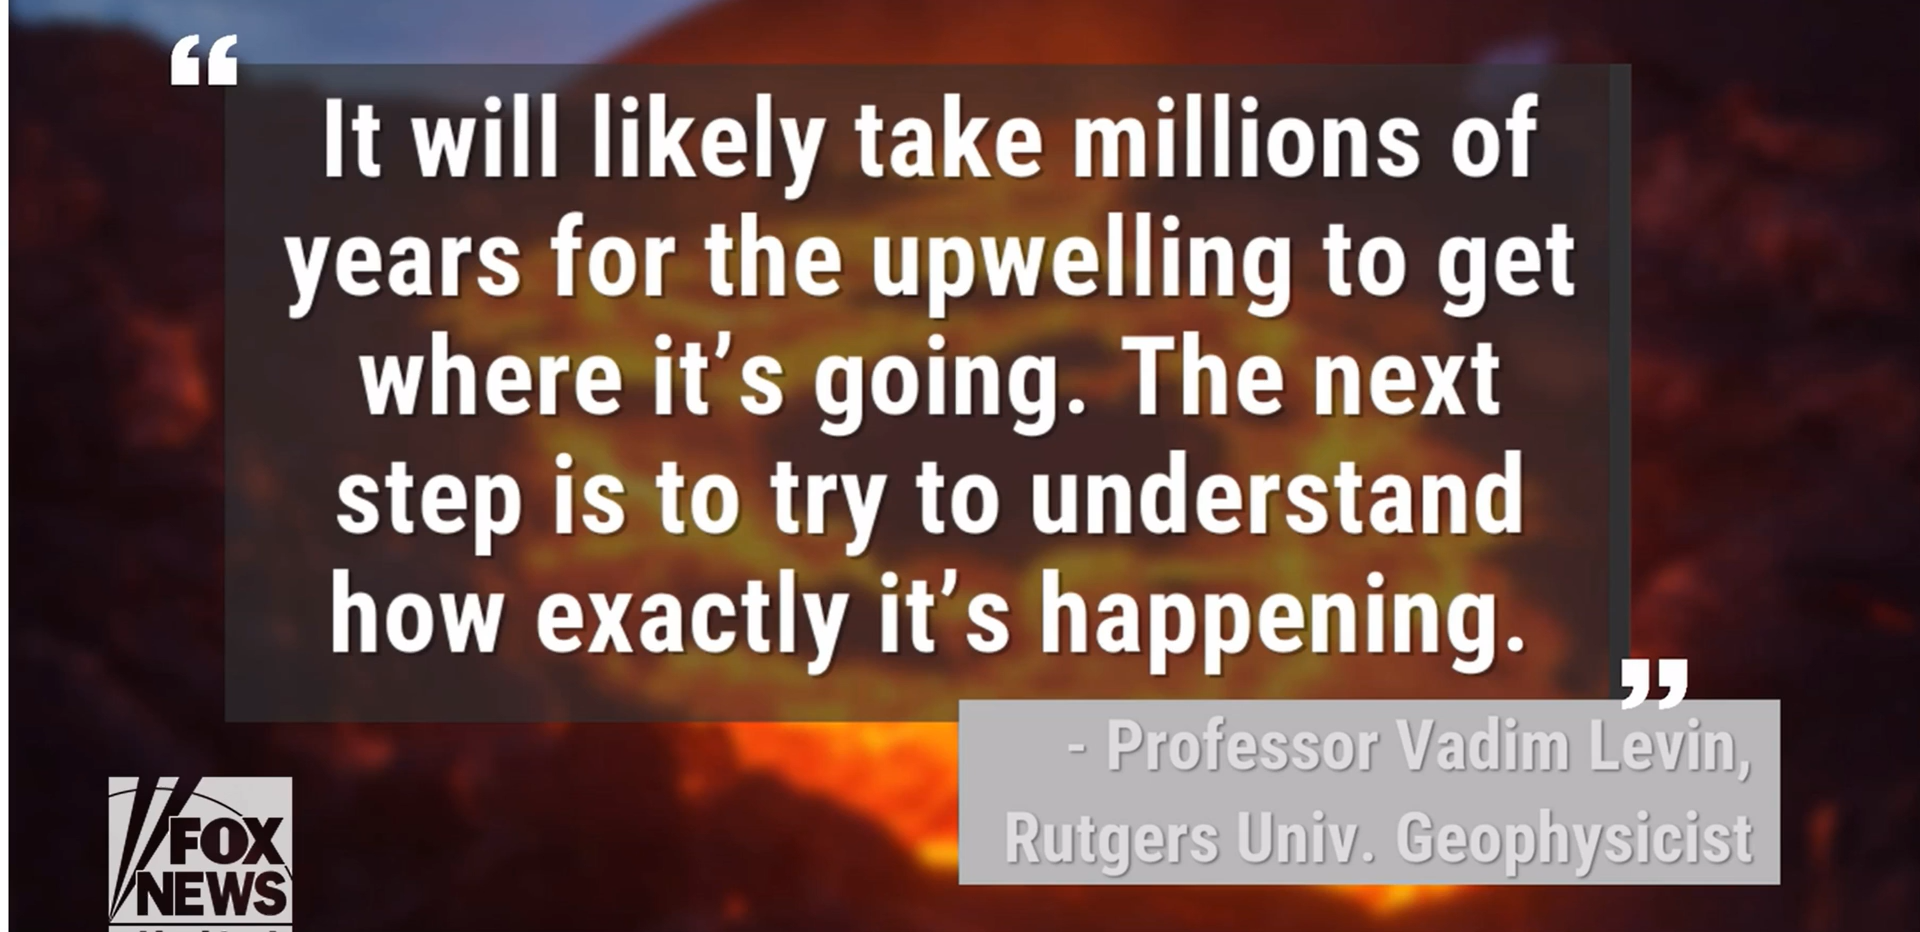 “
It will likely take millions of
years for the upwelling to get
where it’s going. The next
step is to try to understand
how exactly it’s happening.
”
- Professor Vadim Levin,
Rutgers Univ. Geophysicist
FOX
NEWS